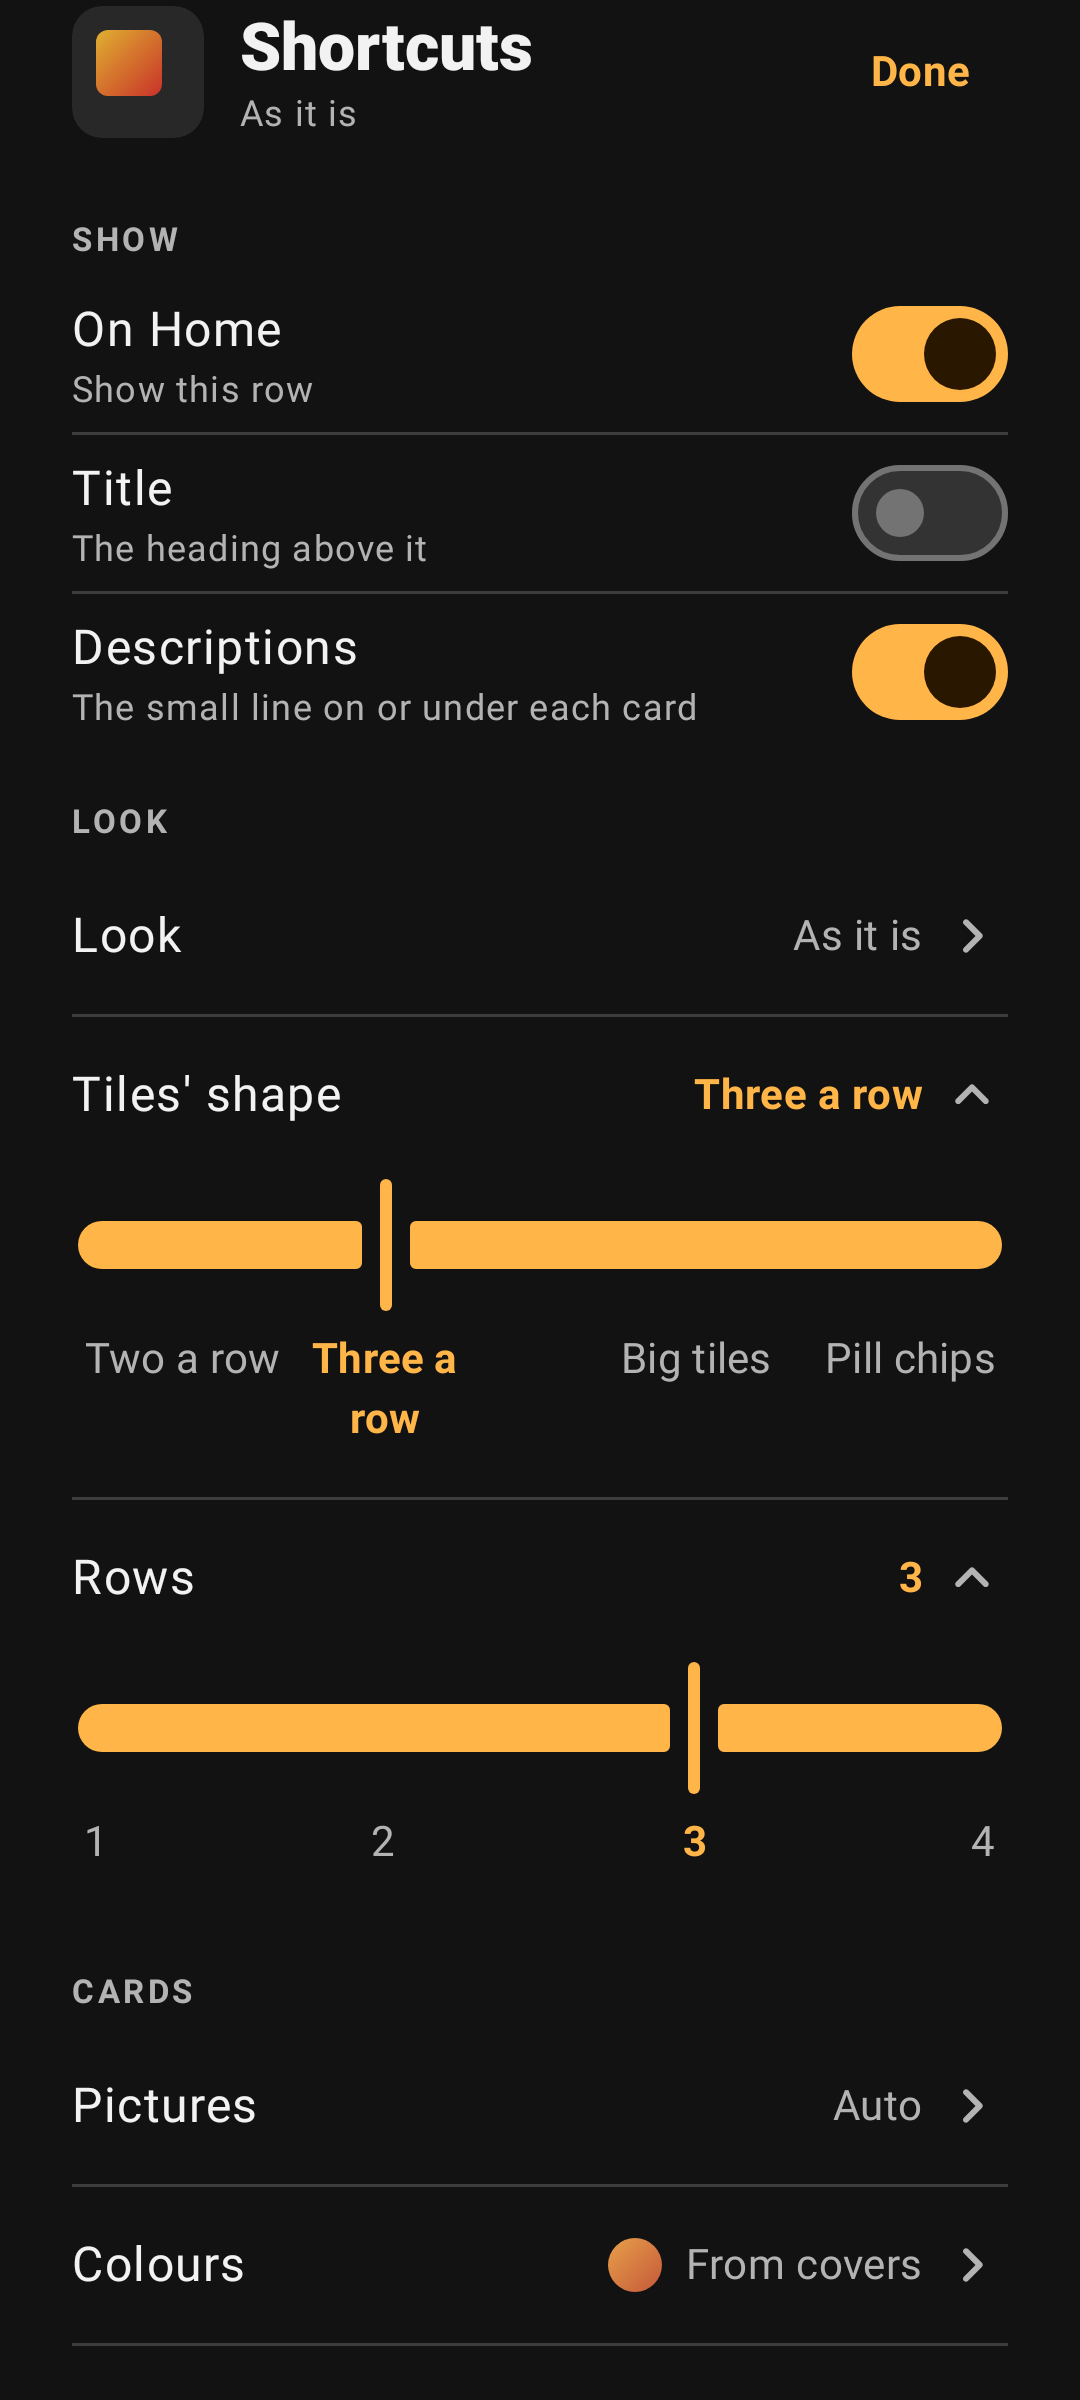 Shortcuts
As it is
Done
SHOW
On Home
Show this row
Title
The heading above it
Descriptions
The small line on or under each card
LOOK
Look
As it is
Tiles' shape
Three a row
Two a row
Three a
row
Big tiles
Pill chips
Rows
3
1
2
3
4
CARDS
Pictures
Auto
Colours
From covers